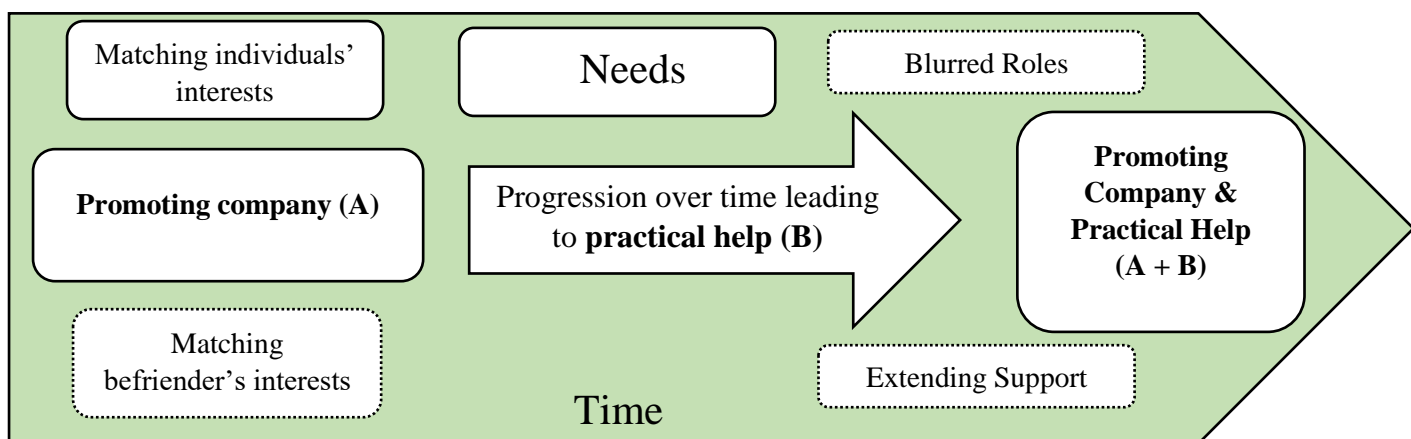 Matching individuals’
interests
Promoting company (A)
Matching
befriender’s interests
Needs
Progression over time leading
to practical help (B)
Time
Blurred Roles
Promoting
Company &
Practical Help
(A + B)
Extending Support